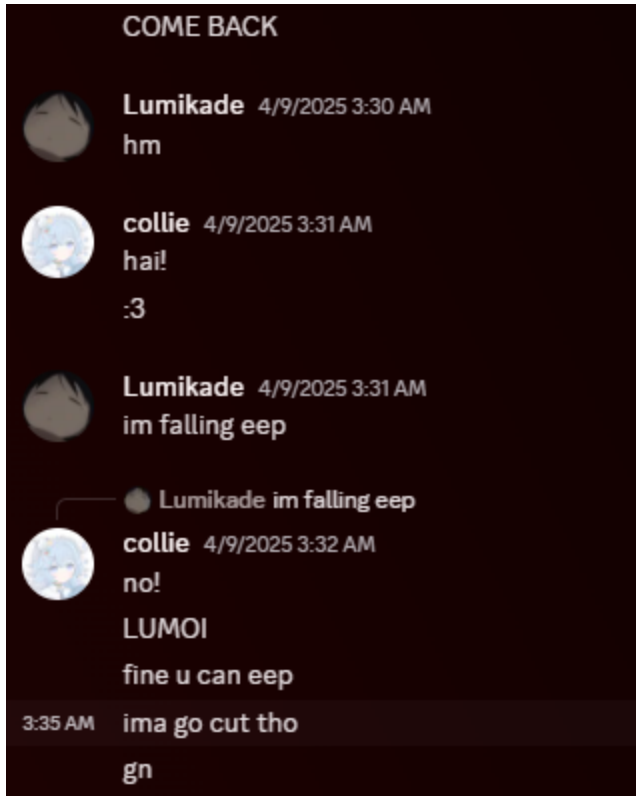 COME BACK
Lumikade 4/9/2025 3:30 AM
hm
collie 4/9/2025 3:31 AM
hai!
:3
Lumikade 4/9/2025 3:31 AM
im falling eep
Lumikade im falling eep
collie 4/9/2025 3:32 AM
no!
LUMOI
fine u can eep
3:35 AM ima go cut tho
gn